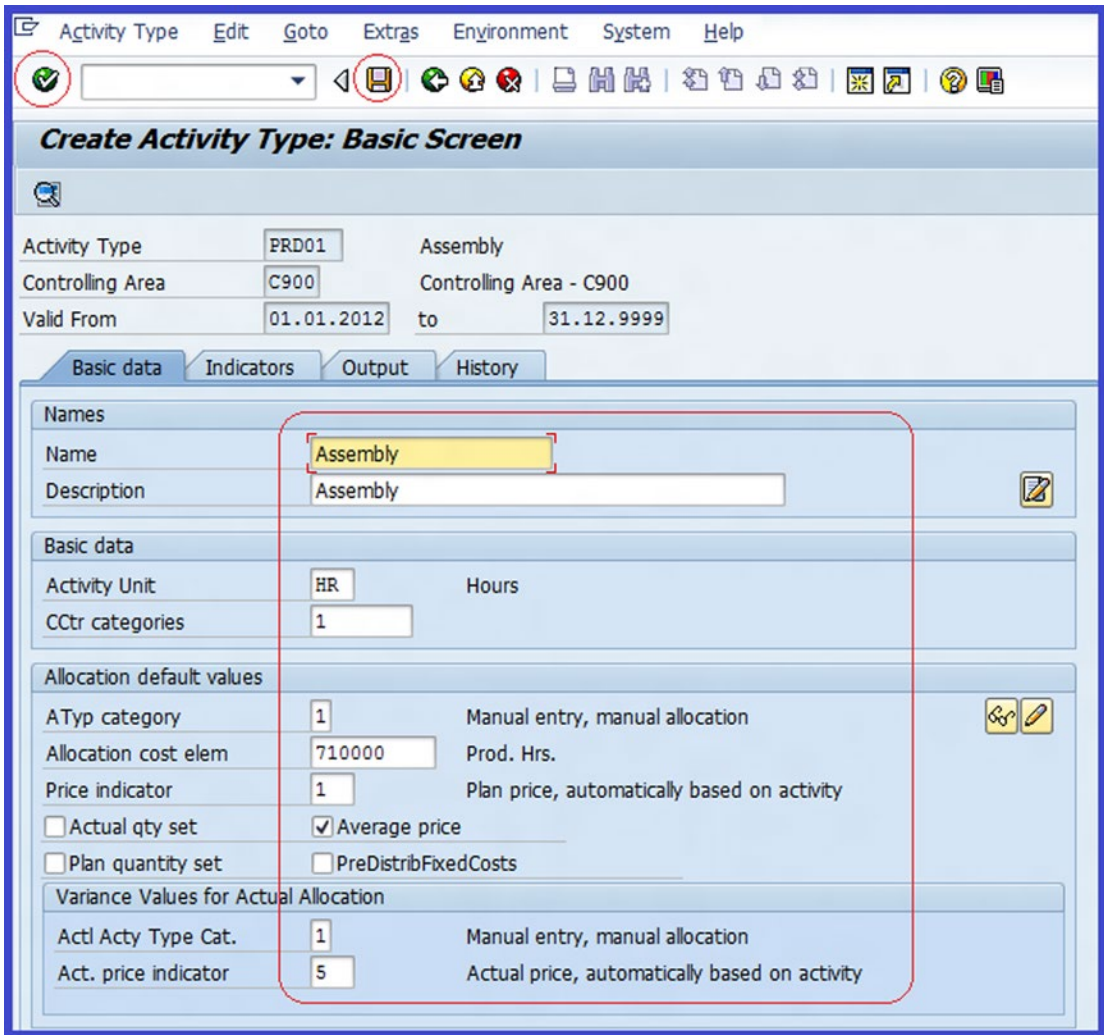 Activity Type Edit Goto Extras Environment System Help
Create Activity Type: Basic Screen
Activity Type PRD01 Assembly
Controlling Area C900 Controlling Area - C900
Valid From 01.01.2012 to 31.12.9999
Basic data Indicators Output History
Names
Name Assembly
Description Assembly
Basic data
Activity Unit HR Hours
CCtr categories 1
Allocation default values
ATyp category 1 Manual entry, manual allocation
Allocation cost elem 710000 Prod. Hrs.
Price indicator 1 Plan price, automatically based on activity
Actual qty set Average price
Plan quantity set PreDistribFixedCosts
Variance Values for Actual Allocation
Actl Acty Type Cat. 1 Manual entry, manual allocation
Act. price indicator 5 Actual price, automatically based on activity